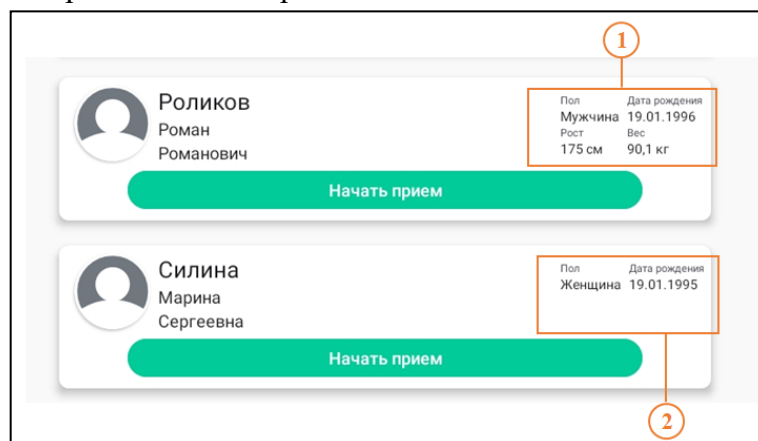 1
Роликов
Роман
Романович
Пол Дата рождения
Мужчина 19.01.1996
Рост Вес
175 см 90,1 кг
Начать прием
Силина
Марина
Сергеевна
Пол Дата рождения
Женщина 19.01.1995
Начать прием
2